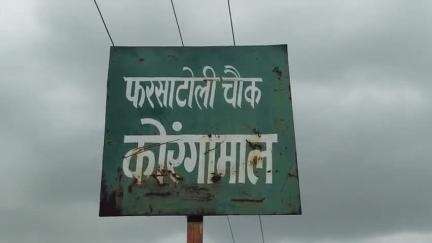 फरसाटोली चौक
कोरंगामाल